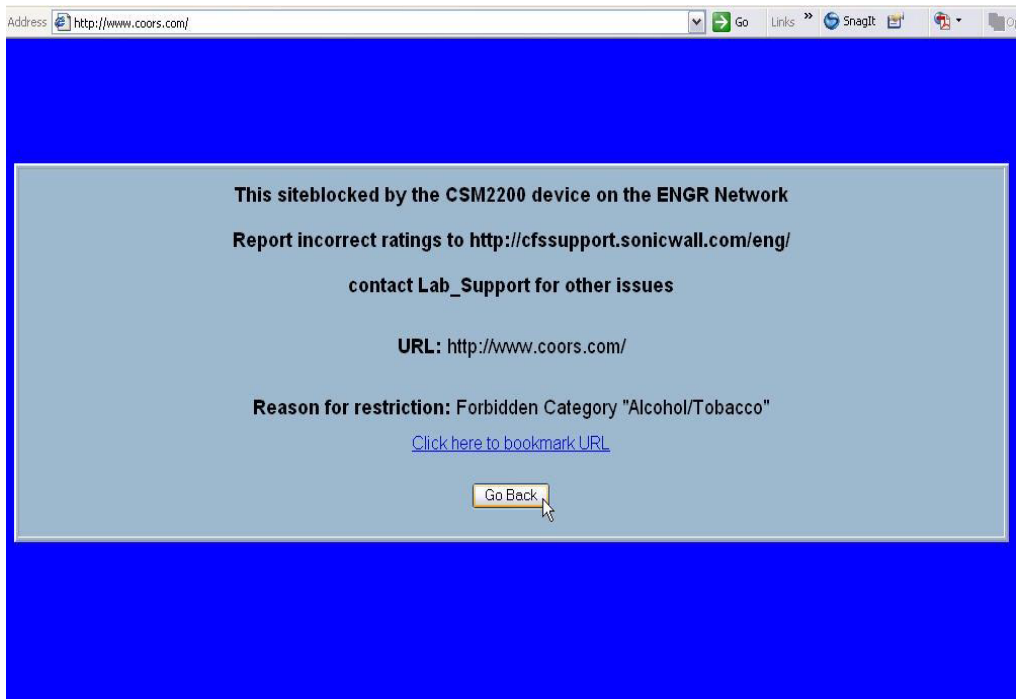 Address http://www.coors.com/ Go Links » SnagIt
This siteblocked by the CSM2200 device on the ENGR Network
Report incorrect ratings to http://cfssupport.sonicwall.com/eng/
contact Lab_Support for other issues
URL: http://www.coors.com/
Reason for restriction: Forbidden Category "Alcohol/Tobacco"
Click here to bookmark URL
Go Back